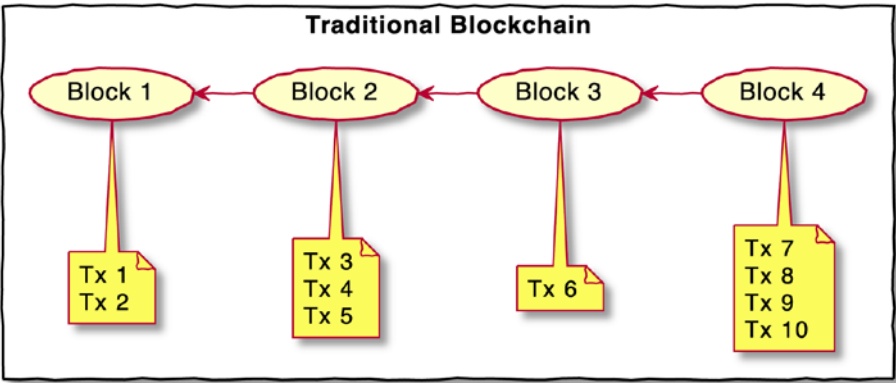 Traditional Blockchain
Block 1
Block 2
Block 3
Block 4
Tx 1
Tx 2
Tx 3
Tx 4
Tx 5
Tx 6
Tx 7
Tx 8
Tx 9
Tx 10